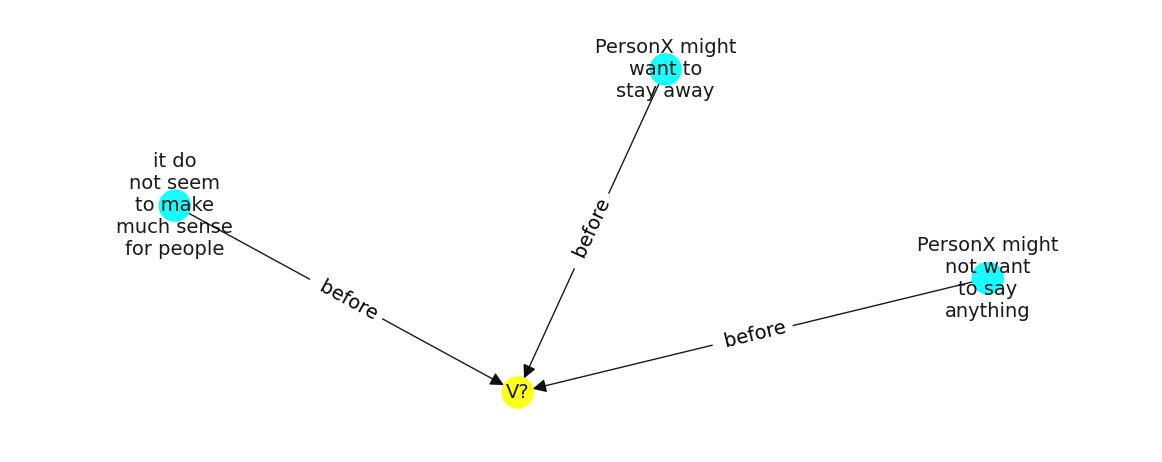 PersonX might
want to
stay away
it do
not seem
to make
much sense
for people
before
PersonX might
not want
to say
anything
before
before
V?